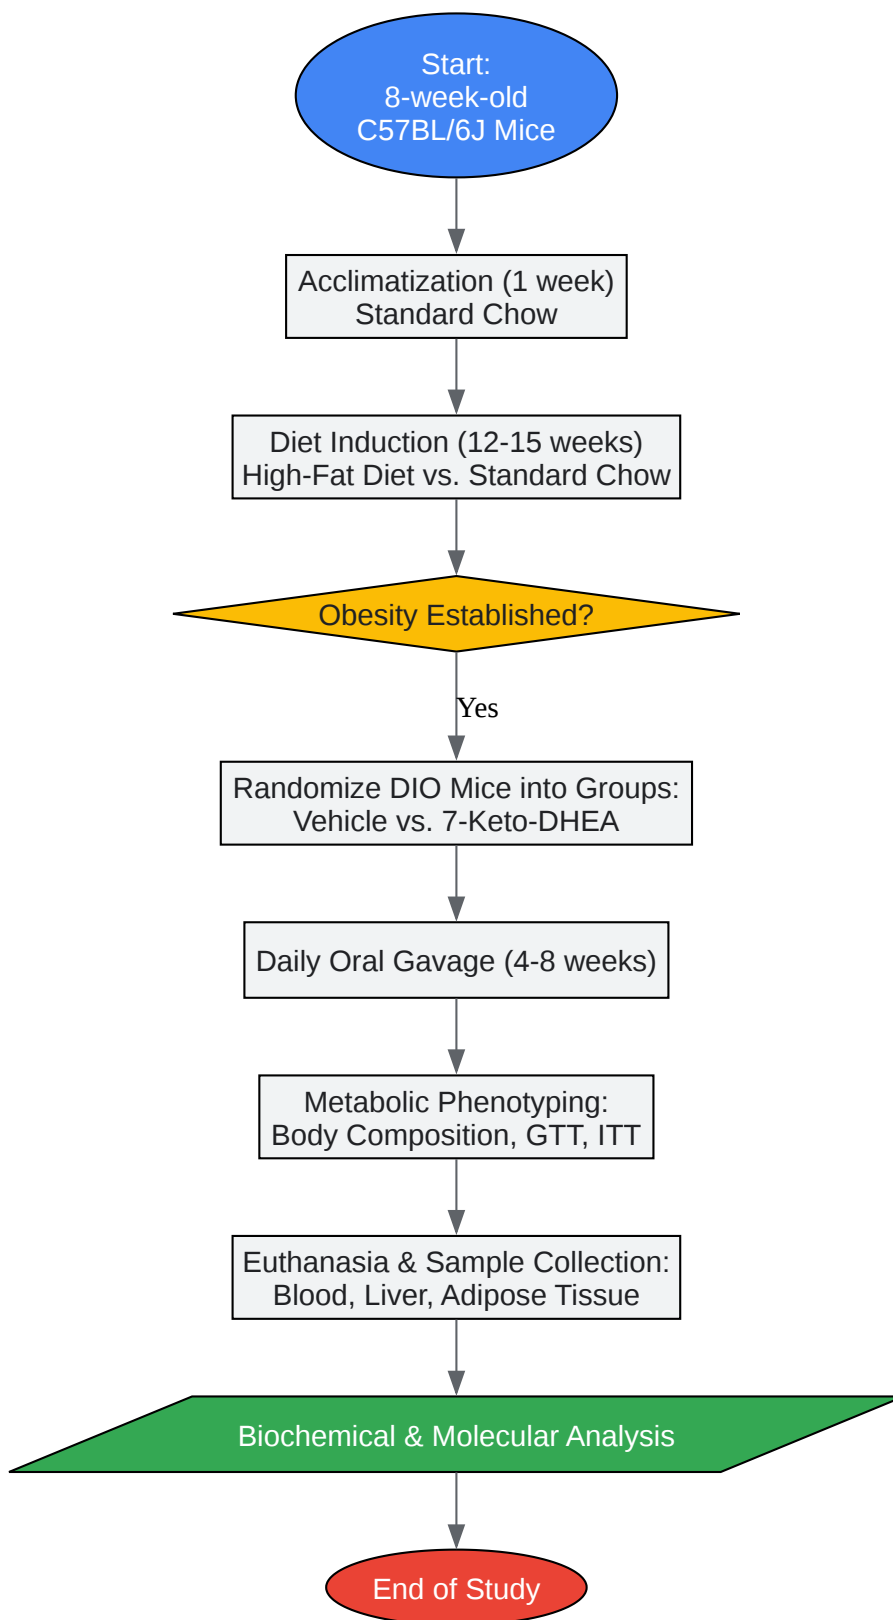 Start:
8-week-old
C57BL/6J Mice
Acclimatization (1 week)
Standard Chow
Diet Induction (12-15 weeks)
High-Fat Diet vs. Standard Chow
Obesity Established?
Yes
Randomize DIO Mice into Groups:
Vehicle vs. 7-Keto-DHEA
Daily Oral Gavage (4-8 weeks)
Metabolic Phenotyping:
Body Composition, GTT, ITT
Euthanasia & Sample Collection:
Blood, Liver, Adipose Tissue
Biochemical & Molecular Analysis
End of Study